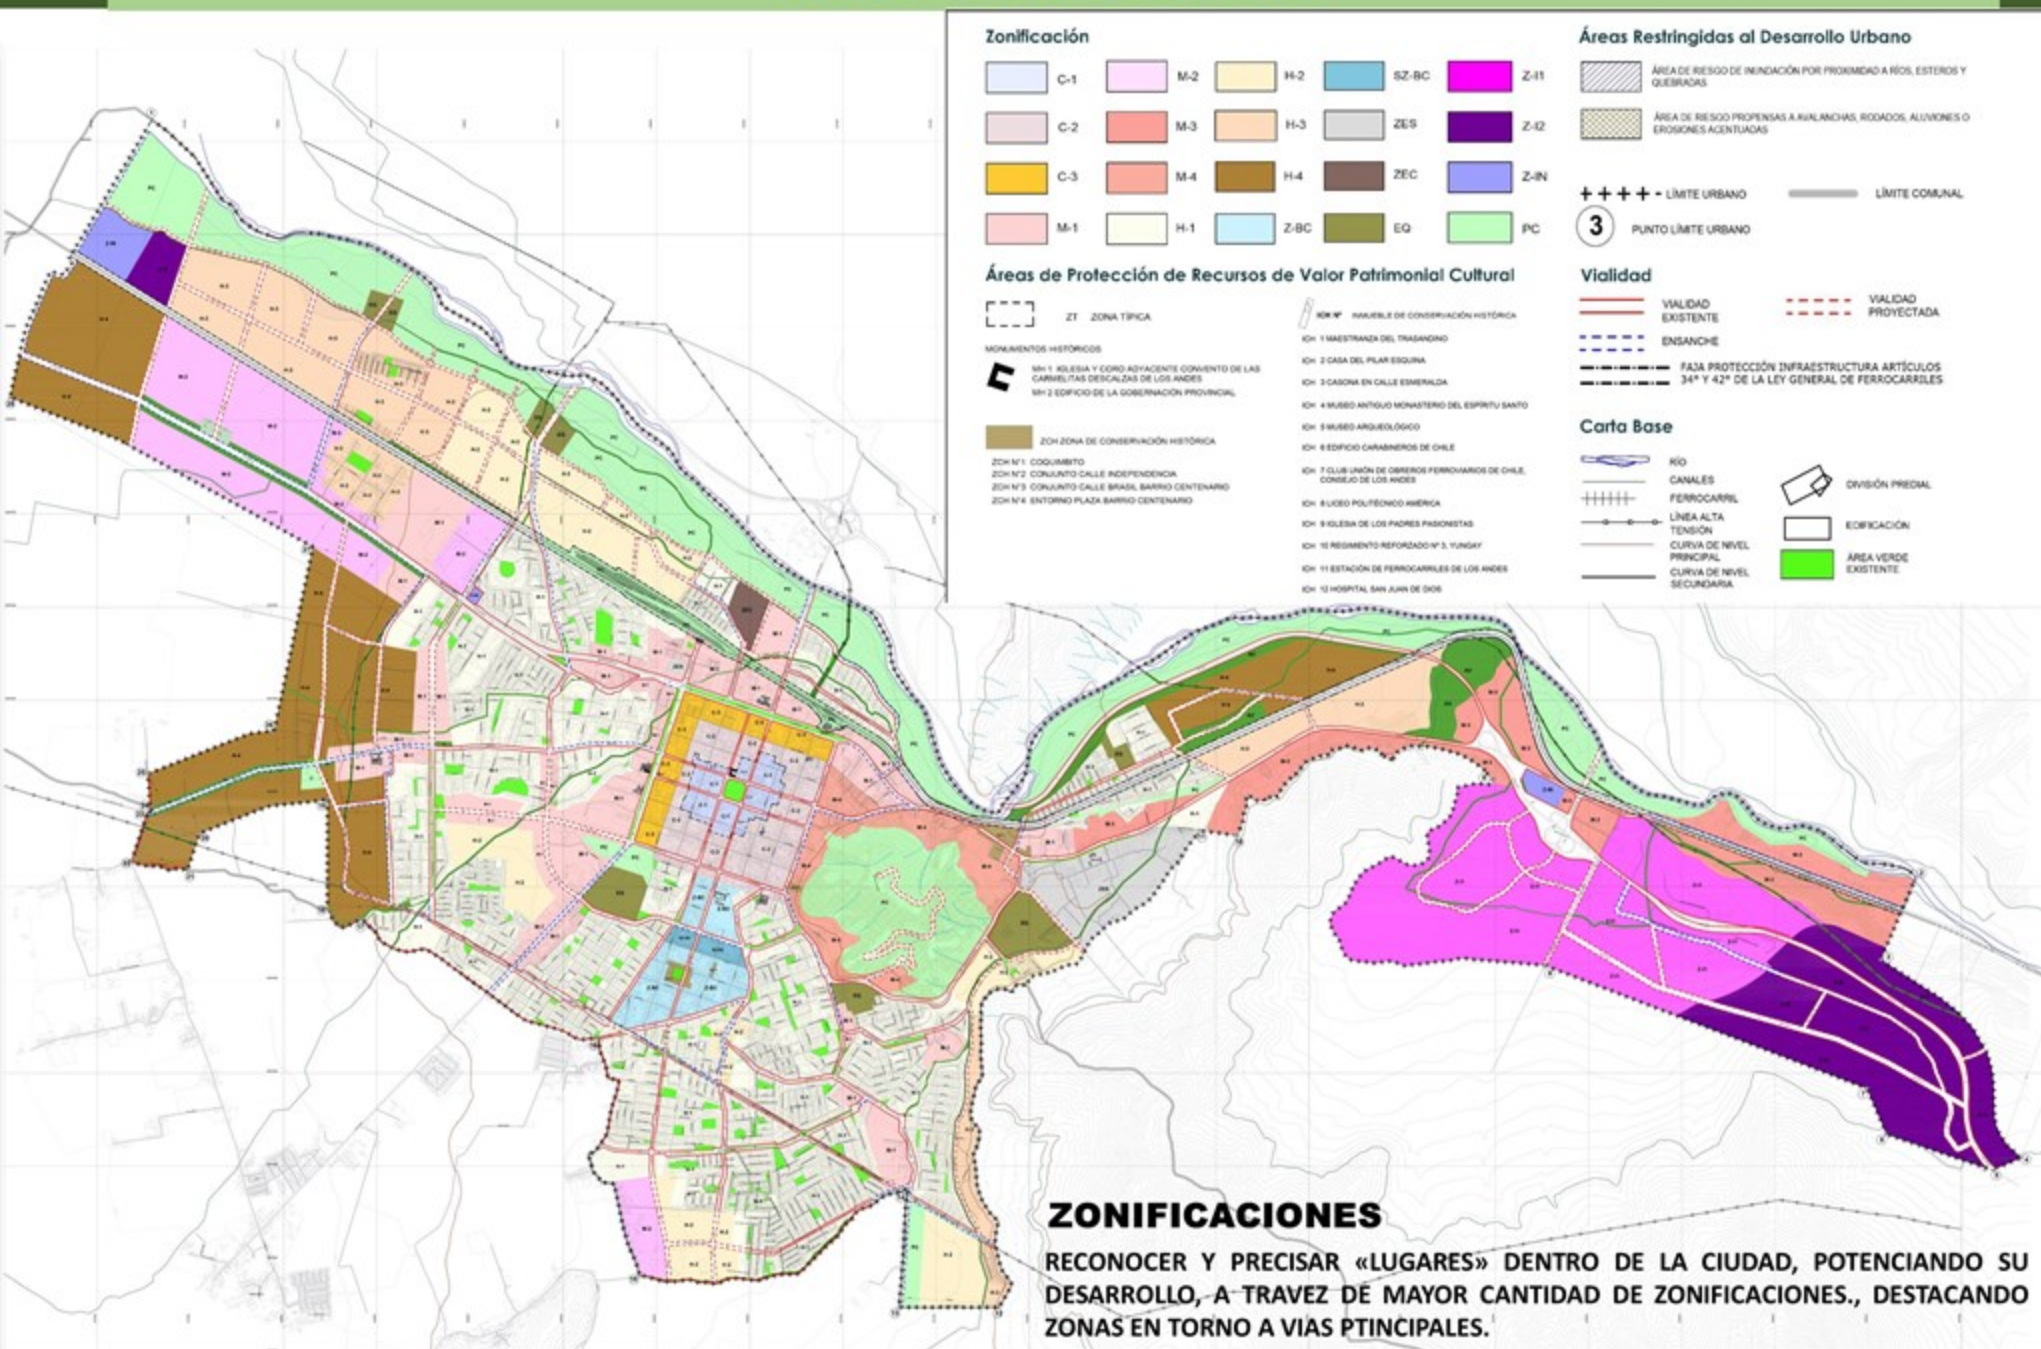 Zonificación
C-1
M-2
H-2
SZ-BC
Z-I1
C-2
M-3
H-3
ZES
Z-I2
C-3
M-4
H-4
ZEC
Z-IN
M-1
H-1
Z-BC
EQ
PC
Áreas de Protección de Recursos de Valor Patrimonial Cultural
ZT ZONA TÍPICA
MONUMENTOS HISTÓRICOS
MH 1 IGLESIA Y CORO ADYACENTE CONVENTO DE LAS
CARMELITAS DESCALZAS DE LOS ANDES
MH 2 EDIFICIO DE LA GOBERNACIÓN PROVINCIAL
ZCH ZONA DE CONSERVACIÓN HISTÓRICA
ZCH N°1 COQUIMBITO
ZCH N°2 CONJUNTO CALLE INDEPENDENCIA
ZCH N°3 CONJUNTO CALLE BRASIL BARRIO CENTENARIO
ZCH N°4 ENTORNO PLAZA BARRIO CENTENARIO
ICH N° INMUEBLE DE CONSERVACIÓN HISTÓRICA
ICH 1 MAESTRANZA DEL TRASANDINO
ICH 2 CASA DEL PILAR ESQUINA
ICH 3 CASONA EN CALLE ESMERALDA
ICH 4 MUSEO ANTIGUO MONASTERIO DEL ESPÍRITU SANTO
ICH 5 MUSEO ARQUEOLÓGICO
ICH 6 EDIFICIO CARABINEROS DE CHILE
ICH 7 CLUB UNIÓN DE OBREROS FERROVIARIOS DE CHILE,
CONSEJO DE LOS ANDES
ICH 8 LICEO POLITÉCNICO AMÉRICA
ICH 9 IGLESIA DE LOS PADRES PASIONISTAS
ICH 10 REGIMIENTO REFORZADO N° 3, YUNGAY
ICH 11 ESTACIÓN DE FERROCARRILES DE LOS ANDES
ICH 12 HOSPITAL SAN JUAN DE DIOS
Áreas Restringidas al Desarrollo Urbano
ÁREA DE RIESGO DE INUNDACIÓN POR PROXIMIDAD A RÍOS, ESTEROS Y
QUEBRADAS
ÁREA DE RIESGO PROPENSAS A AVALANCHAS, RODADOS, ALUVIONES O
EROSIONES ACENTUADAS
LÍMITE URBANO
LÍMITE COMUNAL
3
PUNTO LÍMITE URBANO
Vialidad
VIALIDAD
EXISTENTE
VIALIDAD
PROYECTADA
ENSANCHE
FAJA PROTECCIÓN INFRAESTRUCTURA ARTÍCULOS
34° Y 42° DE LA LEY GENERAL DE FERROCARRILES
Carta Base
RÍO
CANALES
FERROCARRIL
LÍNEA ALTA
TENSIÓN
CURVA DE NIVEL
PRINCIPAL
CURVA DE NIVEL
SECUNDARIA
DIVISIÓN PREDIAL
EDIFICACIÓN
ÁREA VERDE
EXISTENTE
ZONIFICACIONES
RECONOCER Y PRECISAR «LUGARES» DENTRO DE LA CIUDAD, POTENCIANDO SU
DESARROLLO, A TRAVEZ DE MAYOR CANTIDAD DE ZONIFICACIONES., DESTACANDO
ZONAS EN TORNO A VIAS PTINCIPALES.